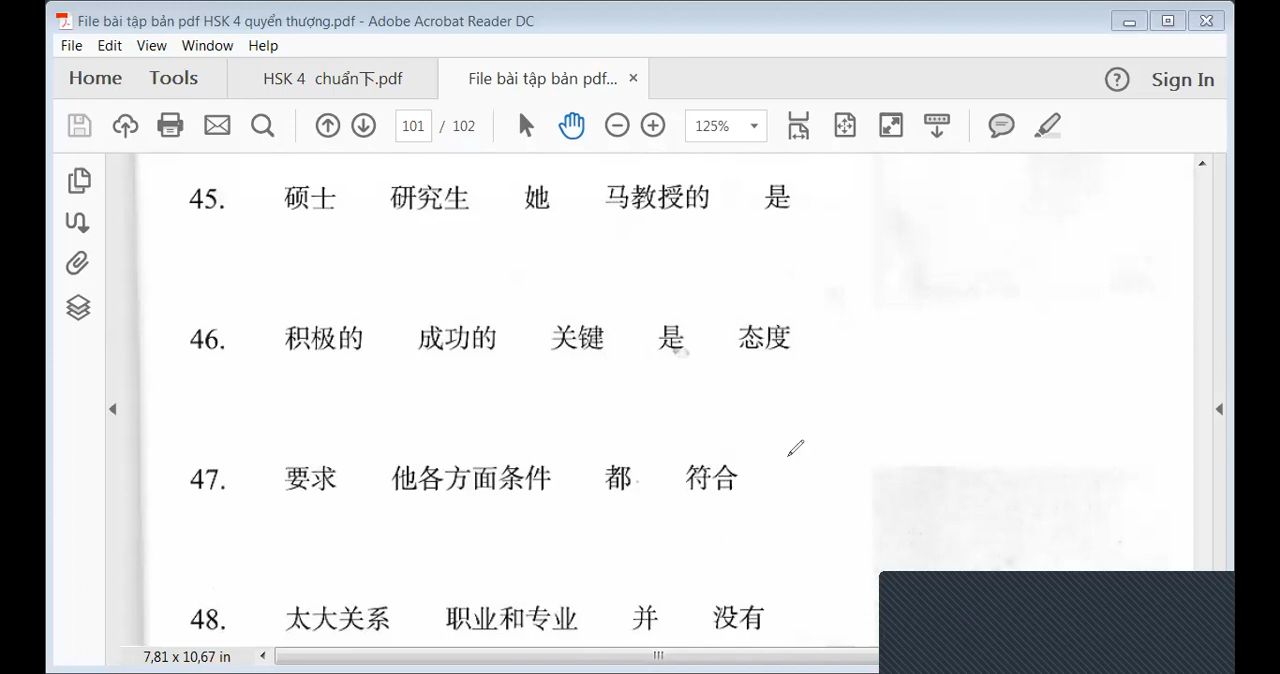 File bài tập bản pdf HSK 4 quyển thượng.pdf - Adobe Acrobat Reader DC
File Edit View Window Help
Home Tools HSK 4 chuẩn下.pdf File bài tập bản pdf... × Sign In
101 / 102 125%
45. 硕士 研究生 她 马教授的 是
46. 积极的 成功的 关键 是 态度
47. 要求 他各方面条件 都 符合
48. 太大关系 职业和专业 并 没有
7,81 x 10,67 in